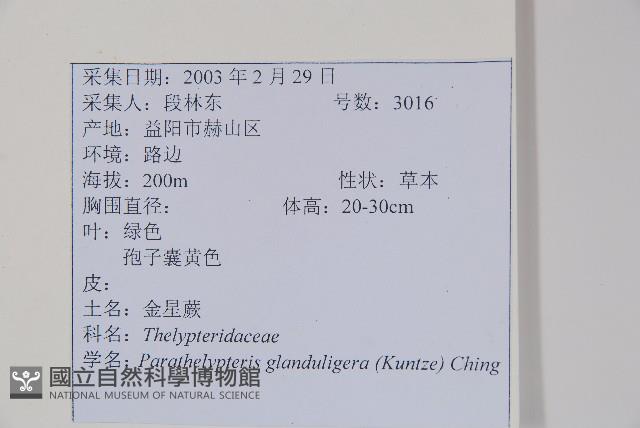 采集日期：2003 年 2 月 29 日
采集人：段林东 号数：3016
产地：益阳市赫山区
环境：路边
海拔：200m 性状：草本
胸围直径： 体高：20-30cm
叶：绿色
孢子囊黄色
皮：
土名：金星蕨
科名：Thelypteridaceae
学名：Parathelypteris glanduligera (Kuntze) Ching
國立自然科學博物館
NATIONAL MUSEUM OF NATURAL SCIENCE